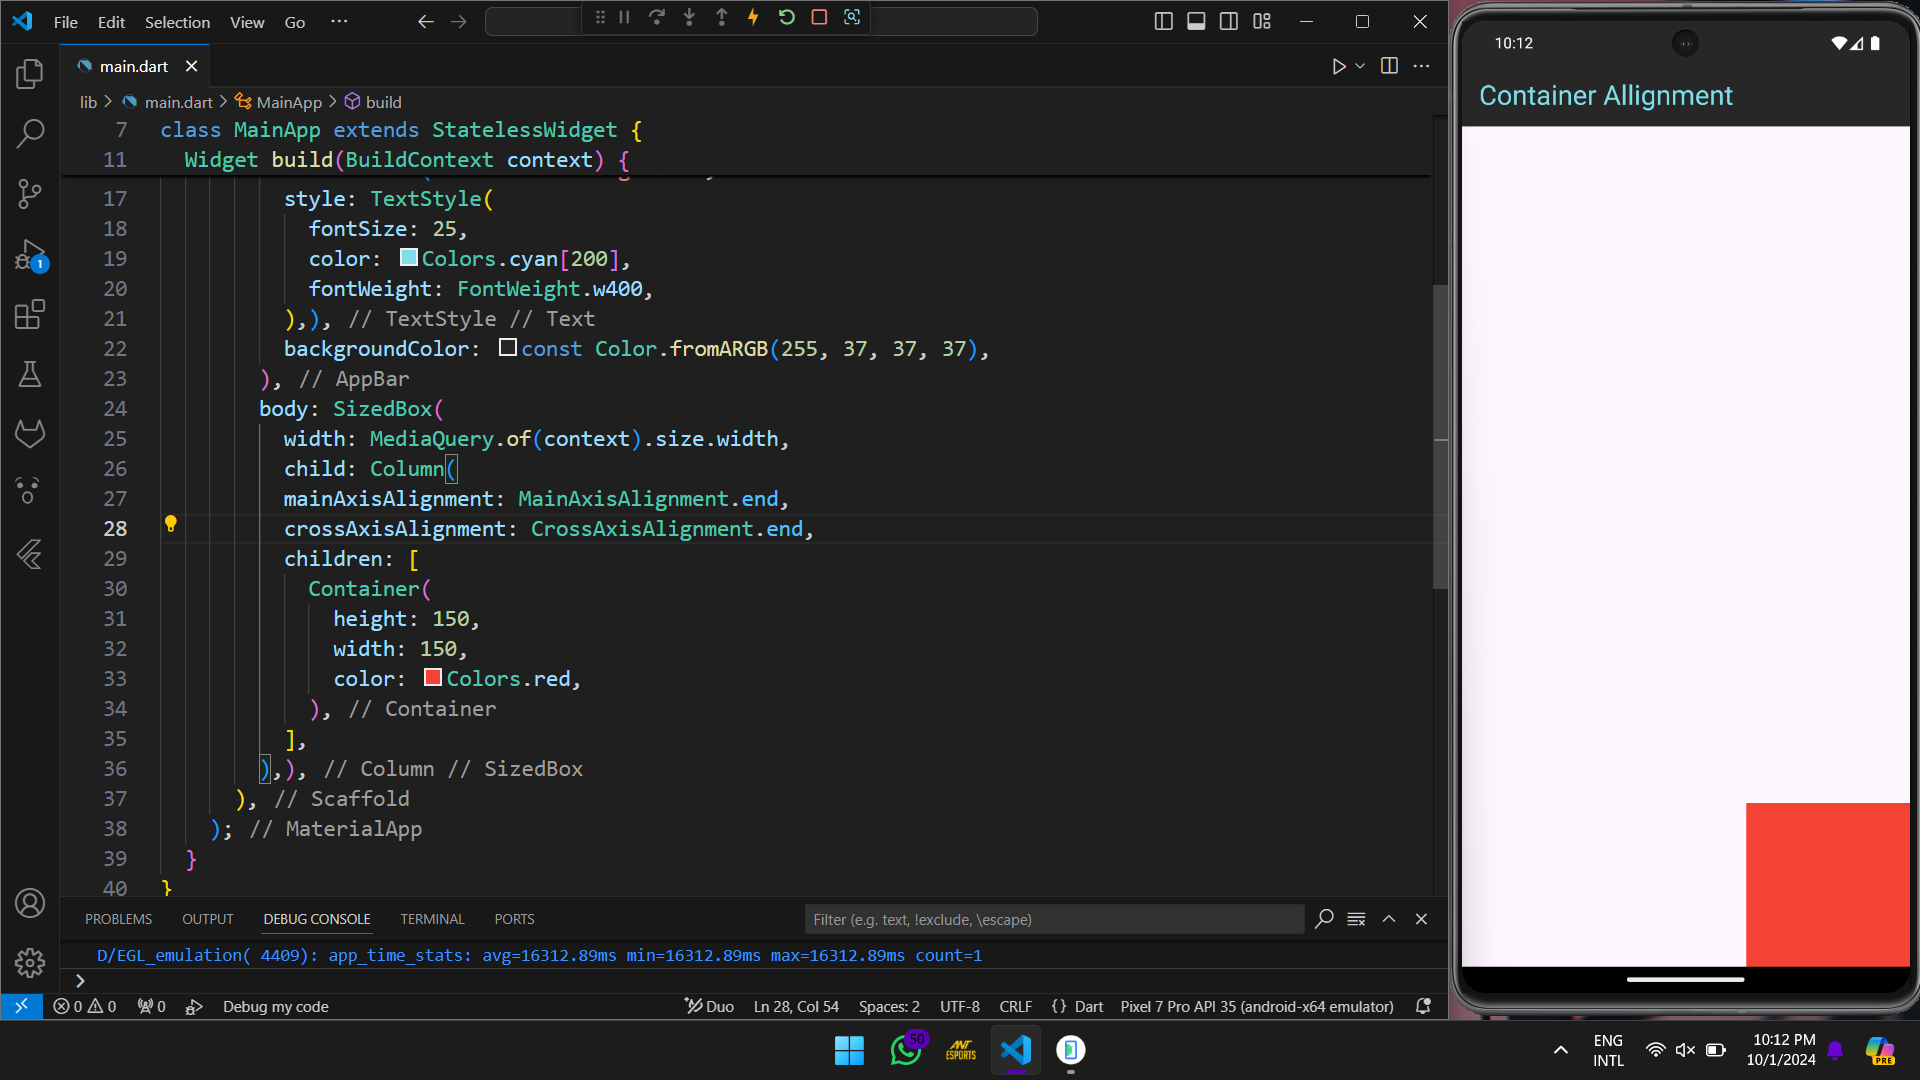 File Edit Selection View Go ···
main.dart
lib > main.dart > MainApp > build
7 class MainApp extends StatelessWidget {
11 Widget build(BuildContext context) {
17 style: TextStyle(
18 fontSize: 25,
19 color: Colors.cyan[200],
20 fontWeight: FontWeight.w400,
21 ),), // TextStyle // Text
22 backgroundColor: const Color.fromARGB(255, 37, 37, 37),
23 ), // AppBar
24 body: SizedBox(
25 width: MediaQuery.of(context).size.width,
26 child: Column(
27 mainAxisAlignment: MainAxisAlignment.end,
28 crossAxisAlignment: CrossAxisAlignment.end,
29 children: [
30 Container(
31 height: 150,
32 width: 150,
33 color: Colors.red,
34 ), // Container
35 ],
36 ),), // Column // SizedBox
37 ), // Scaffold
38 ); // MaterialApp
39 }
40 }
1
PROBLEMS OUTPUT DEBUG CONSOLE TERMINAL PORTS
Filter (e.g. text, !exclude, \escape)
D/EGL_emulation( 4409): app_time_stats: avg=16312.89ms min=16312.89ms max=16312.89ms count=1
>
0 0 0 Debug my code Duo Ln 28, Col 54 Spaces: 2 UTF-8 CRLF {} Dart Pixel 7 Pro API 35 (android-x64 emulator)
10:12
Container Allignment
50
ANT
ESPORTS
ENG
INTL
10:12 PM
10/1/2024
PRE